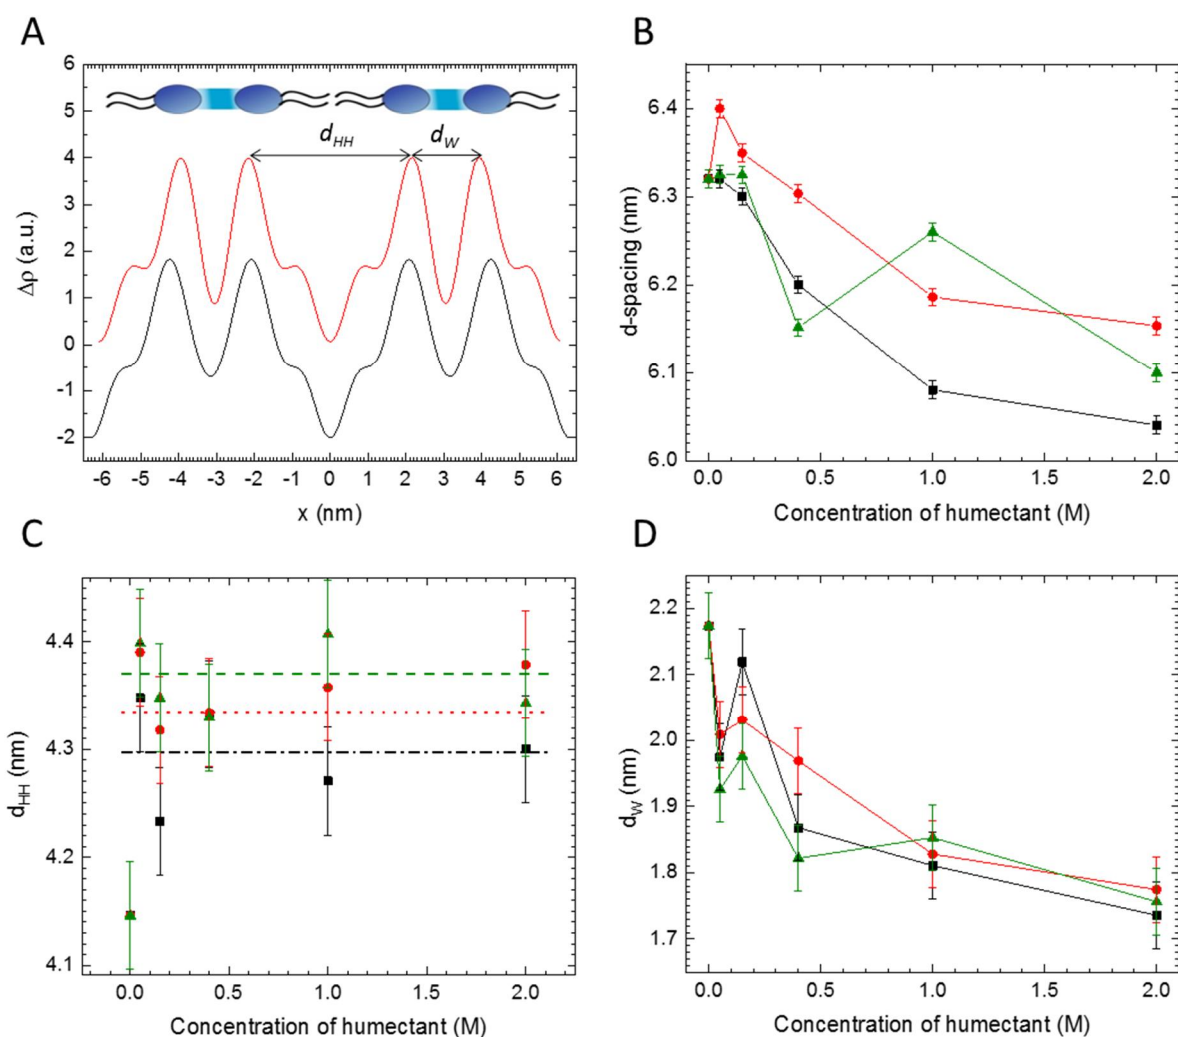 A
6
5
4
3
2
1
0
-1
-2
Δρ (a.u.)
d_HH
d_W
-6 -5 -4 -3 -2 -1 0 1 2 3 4 5 6
x (nm)
B
6.4
6.3
6.2
6.1
6.0
d-spacing (nm)
0.0 0.5 1.0 1.5 2.0
Concentration of humectant (M)
C
4.4
4.3
4.2
4.1
d_HH (nm)
0.0 0.5 1.0 1.5 2.0
Concentration of humectant (M)
D
2.2
2.1
2.0
1.9
1.8
1.7
d_W (nm)
0.0 0.5 1.0 1.5 2.0
Concentration of humectant (M)